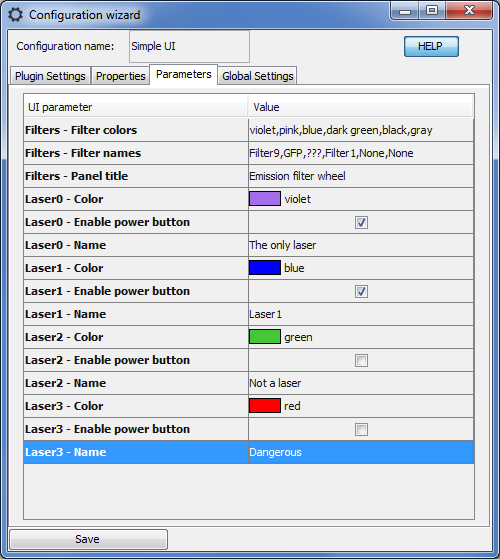 Configuration wizard
Configuration name: Simple UI HELP
Plugin Settings Properties Parameters Global Settings
UI parameter Value
Filters - Filter colors violet,pink,blue,dark green,black,gray
Filters - Filter names Filter9,GFP,???,Filter1,None,None
Filters - Panel title Emission filter wheel
Laser0 - Color violet
Laser0 - Enable power button
Laser0 - Name The only laser
Laser1 - Color blue
Laser1 - Enable power button
Laser1 - Name Laser1
Laser2 - Color green
Laser2 - Enable power button
Laser2 - Name Not a laser
Laser3 - Color red
Laser3 - Enable power button
Laser3 - Name Dangerous
Save